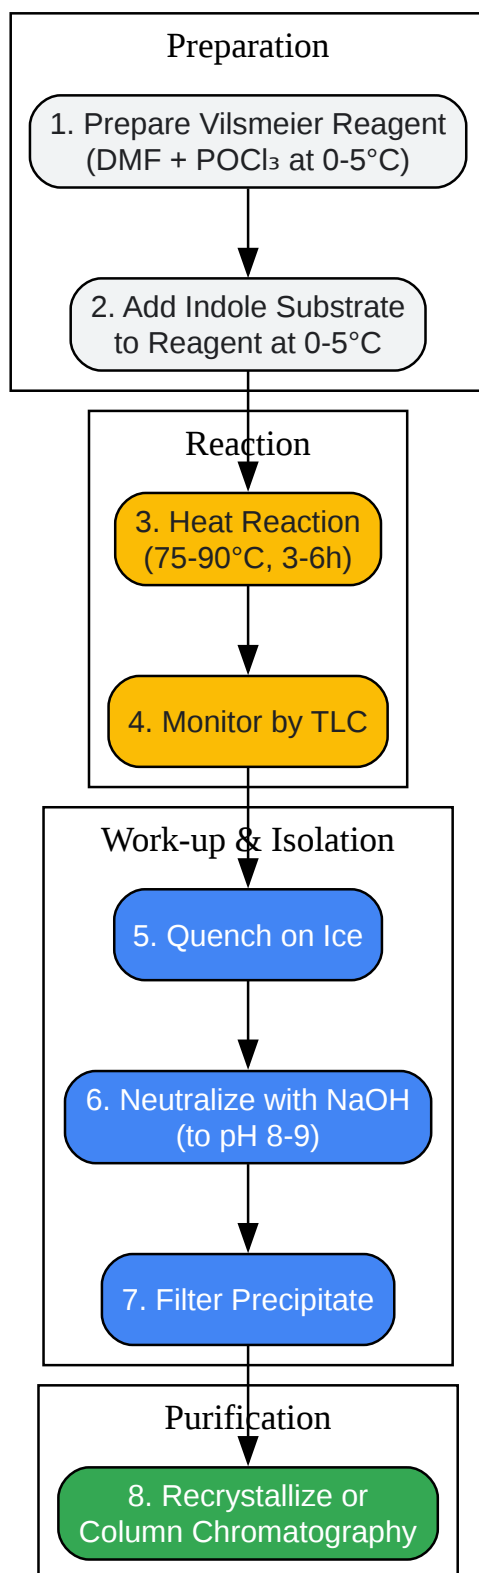 Preparation
1. Prepare Vilsmeier Reagent
(DMF + POCl₃ at 0-5°C)
2. Add Indole Substrate
to Reagent at 0-5°C
Reaction
3. Heat Reaction
(75-90°C, 3-6h)
4. Monitor by TLC
Work-up & Isolation
5. Quench on Ice
6. Neutralize with NaOH
(to pH 8-9)
7. Filter Precipitate
Purification
8. Recrystallize or
Column Chromatography